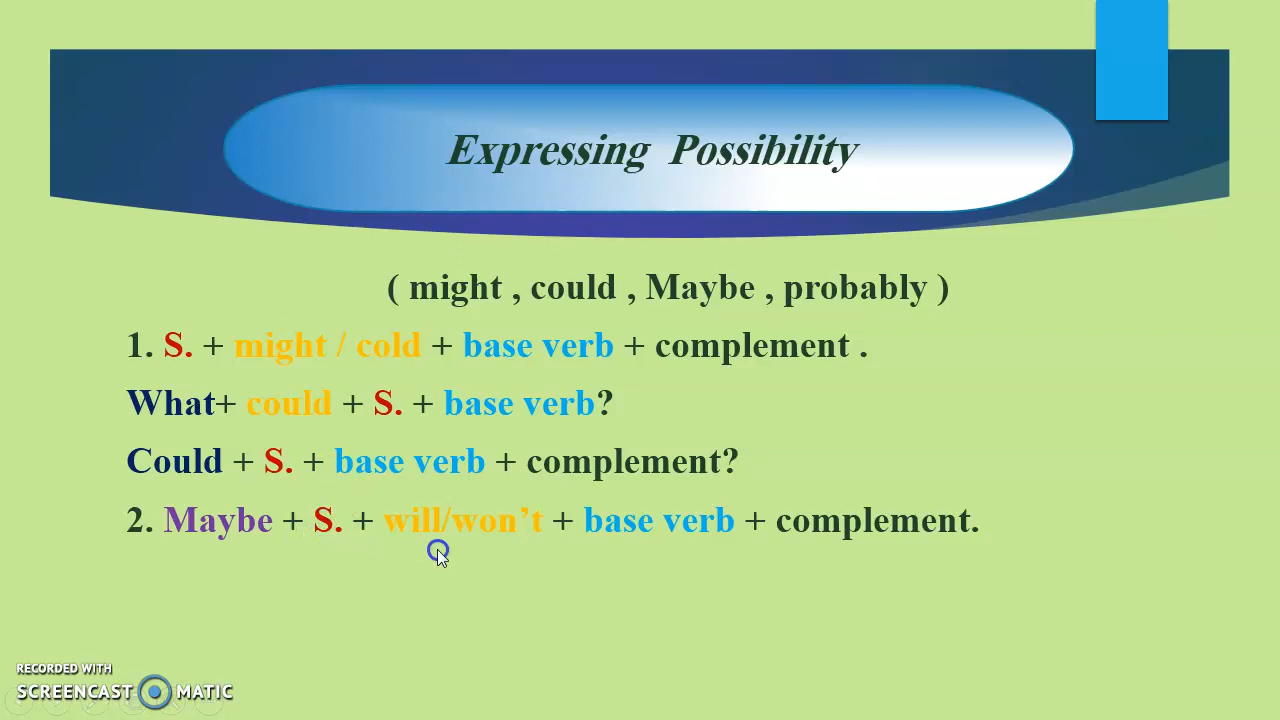 Expressing Possibility
( might , could , Maybe , probably )
1. S. + might / cold + base verb + complement .
What+ could + S. + base verb?
Could + S. + base verb + complement?
2. Maybe + S. + will/won’t + base verb + complement.
RECORDED WITH
SCREENCAST MATIC